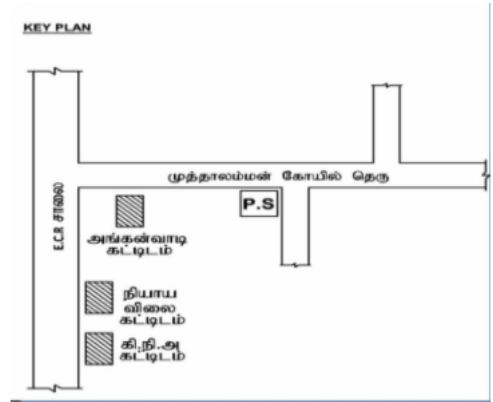 KEY PLAN
முத்தாலம்மன் கோயில் தெரு
E.C.R சாலை
P.S
அங்கன்வாடி
கட்டிடம்
நியாய
விலை
கட்டிடம்
கி.நி.அ
கட்டிடம்